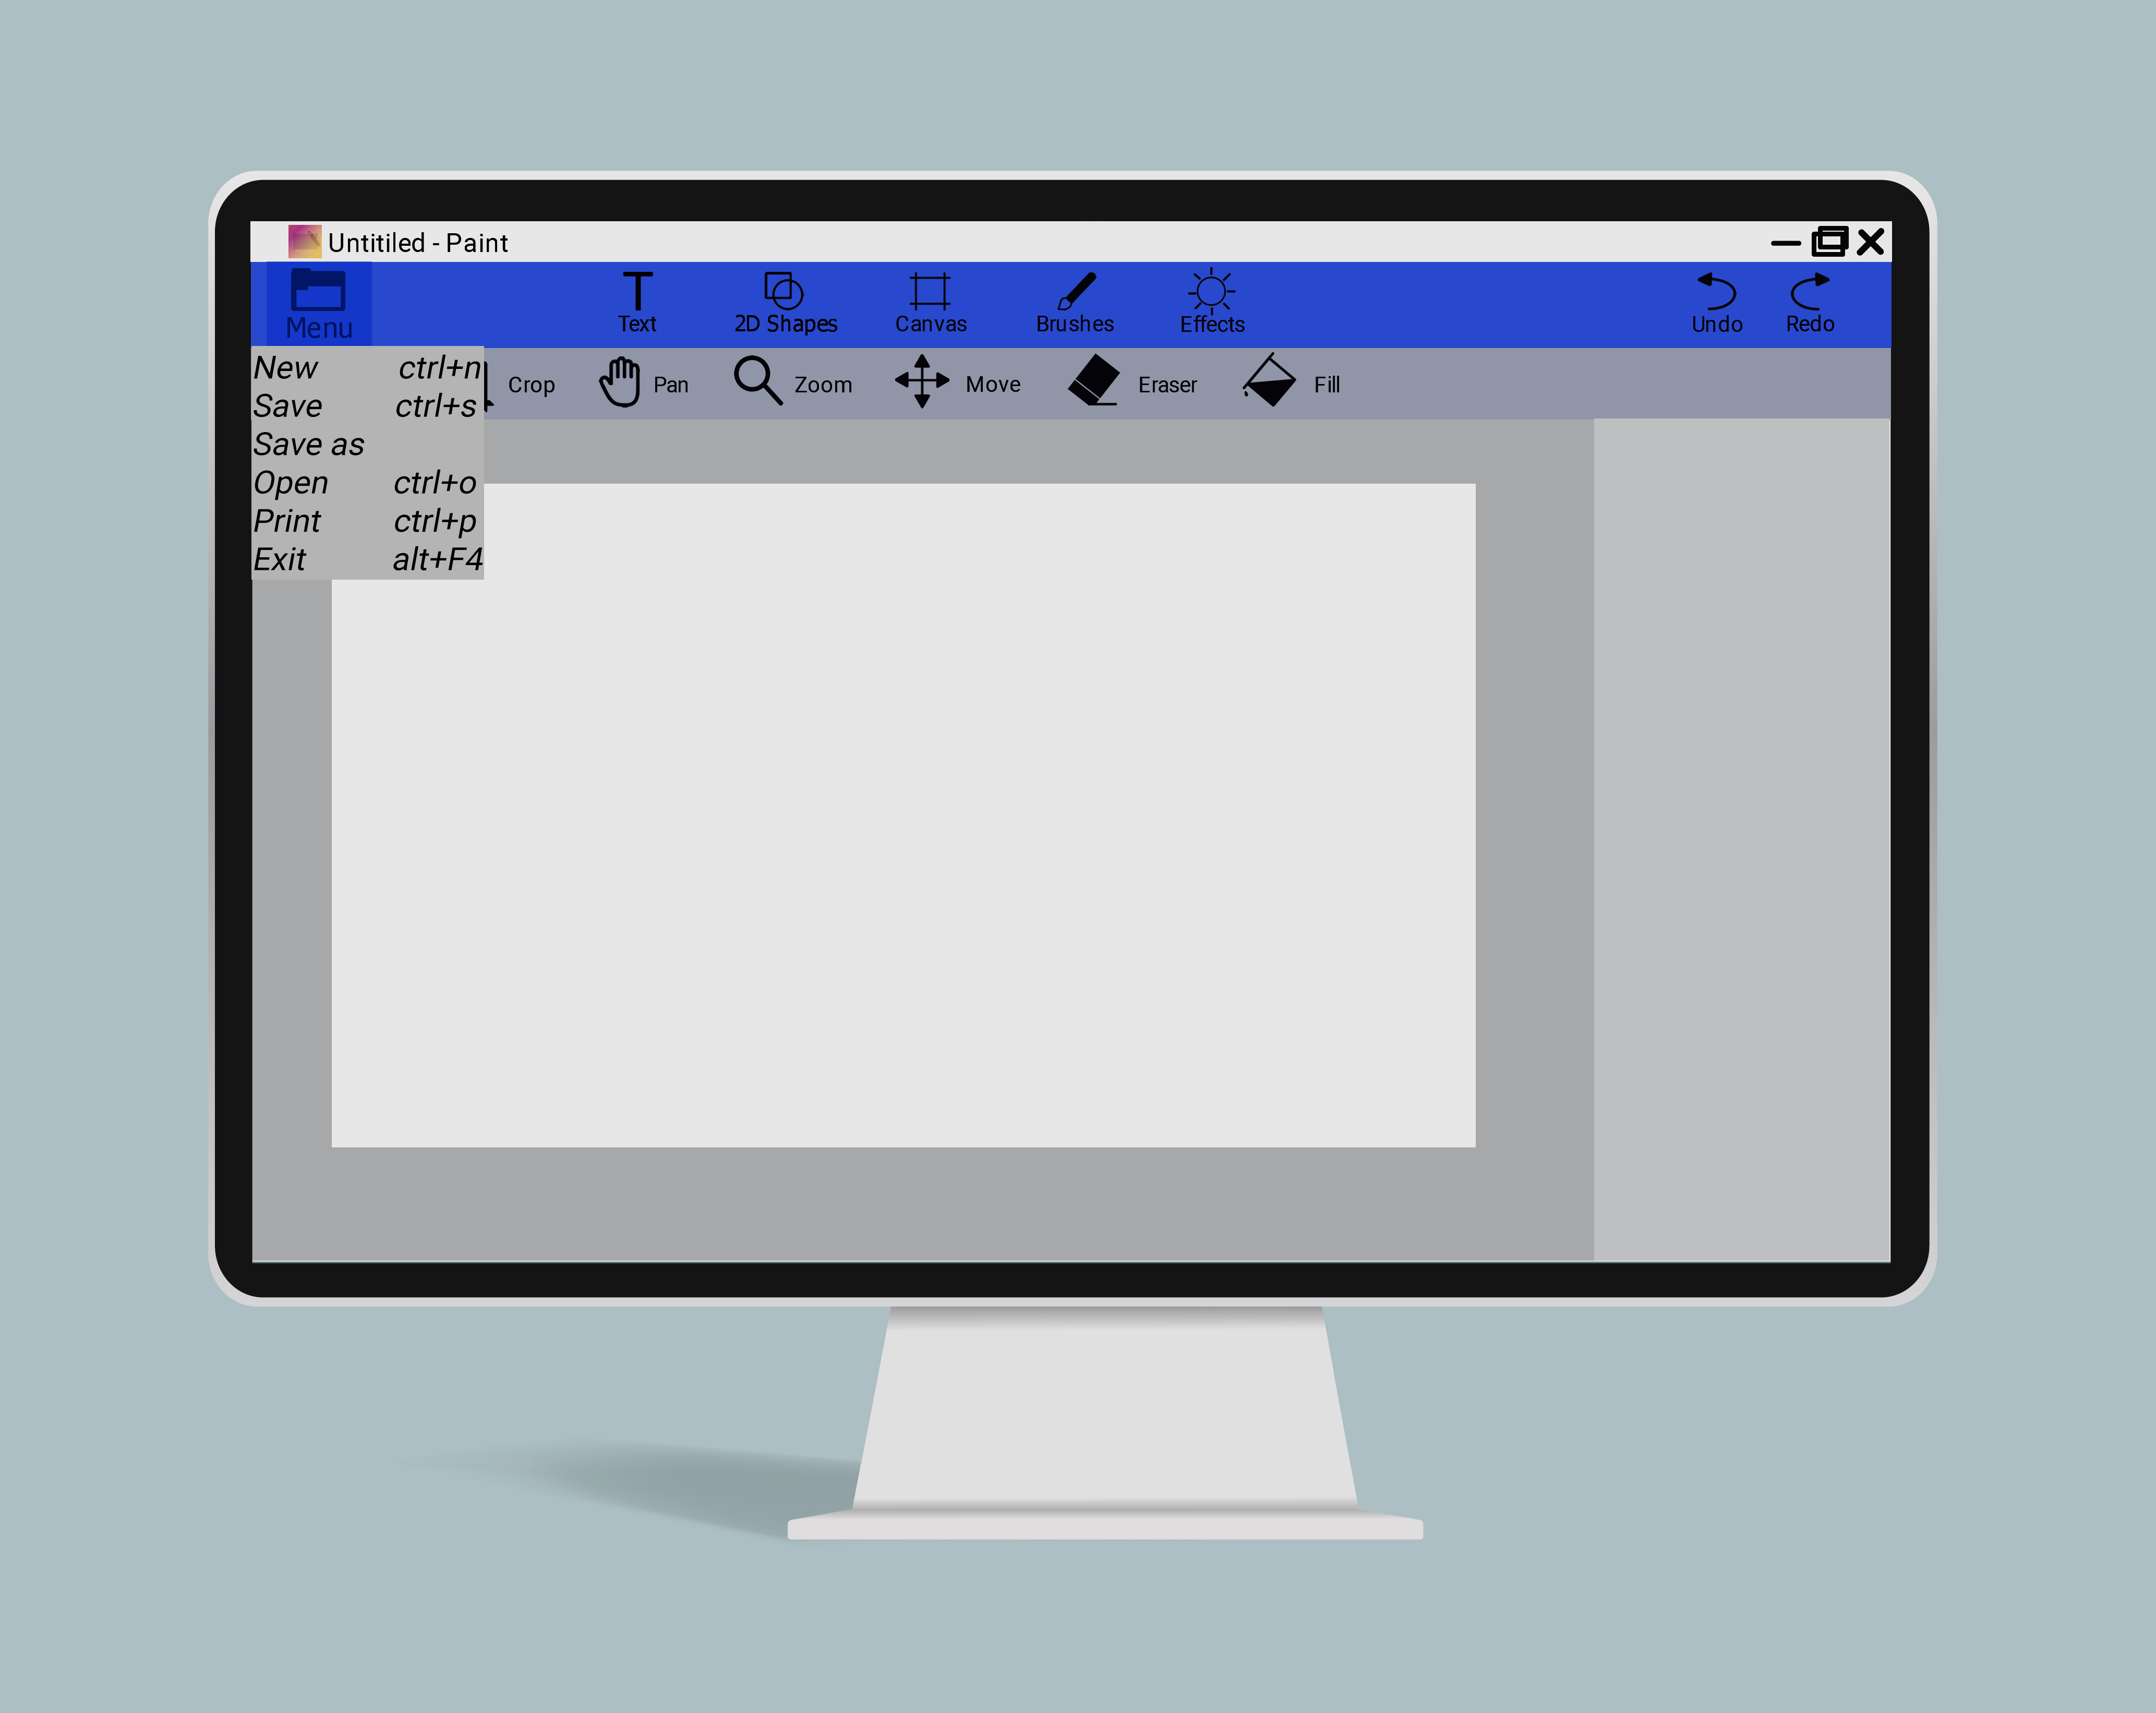 Untitiled - Paint
Menu
Text 2D Shapes Canvas Brushes Effects Undo Redo
New ctrl+n
Save ctrl+s
Save as
Open ctrl+o
Print ctrl+p
Exit alt+F4
Crop Pan Zoom Move Eraser Fill